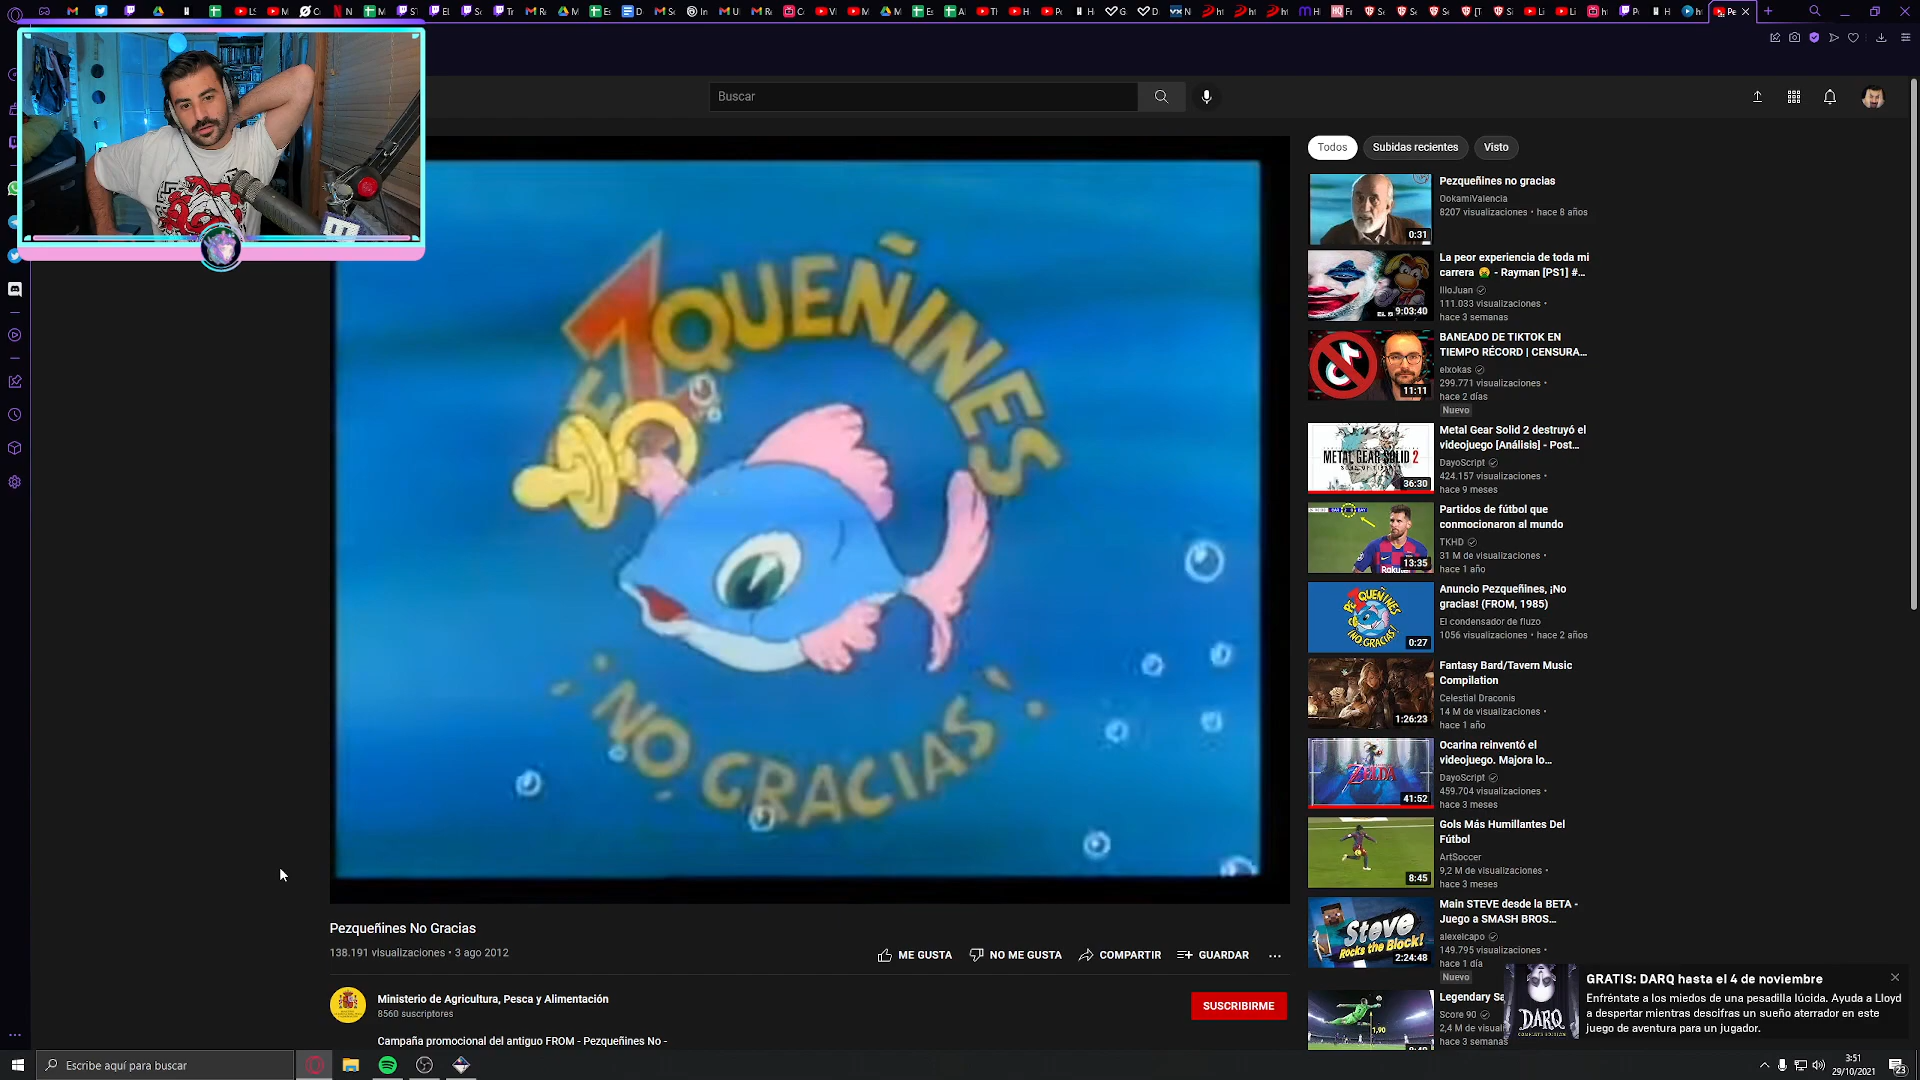 Buscar
PEZQUEÑINES
¡NO GRACIAS!
Pezqueñines No Gracias
138.191 visualizaciones • 3 ago 2012
ME GUSTA
NO ME GUSTA
COMPARTIR
GUARDAR
Ministerio de Agricultura, Pesca y Alimentación
8560 suscriptores
SUSCRIBIRME
Campaña promocional del antiguo FROM - Pezqueñines No -
Todos
Subidas recientes
Visto
0:31
Pezqueñines no gracias
OokamiValencia
8207 visualizaciones • hace 8 años
9:03:40
La peor experiencia de toda mi
carrera 🤮 - Rayman [PS1] #...
IlloJuan
111.033 visualizaciones •
hace 3 semanas
11:11
BANEADO DE TIKTOK EN
TIEMPO RÉCORD | CENSURA...
elxokas
299.771 visualizaciones •
hace 2 días
Nuevo
METAL GEAR SOLID 2
36:30
Metal Gear Solid 2 destruyó el
videojuego [Análisis] - Post...
DayoScript
424.157 visualizaciones •
hace 9 meses
13:35
Partidos de fútbol que
conmocionaron al mundo
TKHD
31 M de visualizaciones •
hace 1 año
PEZQUEÑINES
¡NO, GRACIAS!
0:27
Anuncio Pezqueñines, ¡No
gracias! (FROM, 1985)
El condensador de fluzo
1056 visualizaciones • hace 2 años
1:26:23
Fantasy Bard/Tavern Music
Compilation
Celestial Draconis
14 M de visualizaciones •
hace 1 año
ZELDA
41:52
Ocarina reinventó el
videojuego. Majora lo...
DayoScript
459.704 visualizaciones •
hace 3 meses
8:45
Gols Más Humillantes Del
Fútbol
ArtSoccer
9,2 M de visualizaciones •
hace 3 meses
Steve
Rocks the Block!
2:24:48
Main STEVE desde la BETA -
Juego a SMASH BROS...
alexelcapo
149.795 visualizaciones •
hace 1 día
Nuevo
1,90
Legendary Sa
Score 90
2,4 M de visual
hace 3 semanas
DARQ
GRATIS: DARQ hasta el 4 de noviembre
Enfréntate a los miedos de una pesadilla lúcida. Ayuda a Lloyd
a despertar mientras descifras un sueño aterrador en este
juego de aventura para un jugador.
Escribe aquí para buscar
3:51
29/10/2021
23